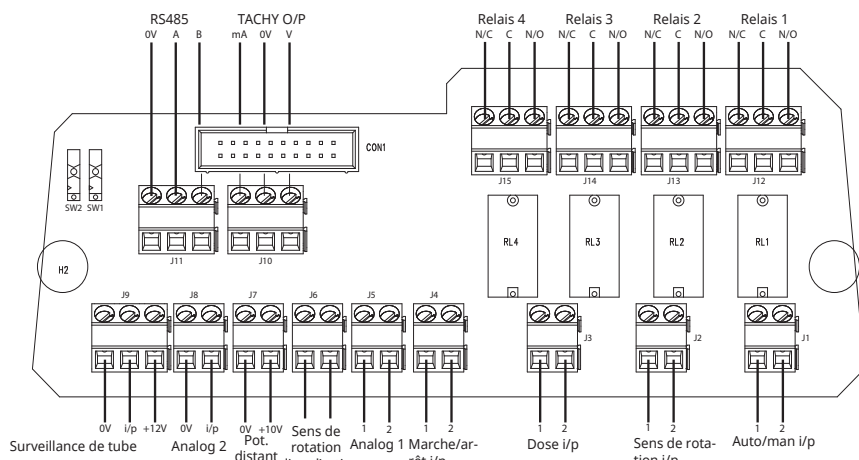 RS485 TACHY O/P Relais 4 Relais 3 Relais 2 Relais 1
0V A B mA 0V V N/C C N/O N/C C N/O N/C C N/O N/C C N/O
CON1
SW2 SW1
J15 J14 J13 J12
J11 J10
RL4 RL3 RL2 RL1
H2
J9 J8 J7 J6 J5 J4
J3 J2 J1
0V i/p +12V 0V i/p 0V +10V 1 2 1 2 1 2 1 2 1 2
Surveillance de tube
Analog 2
Pot.
distant
Sens de
rotation
Analog 1
Marche/ar-
rêt i/p
Dose i/p
Sens de rota-
tion i/p
Auto/man i/p